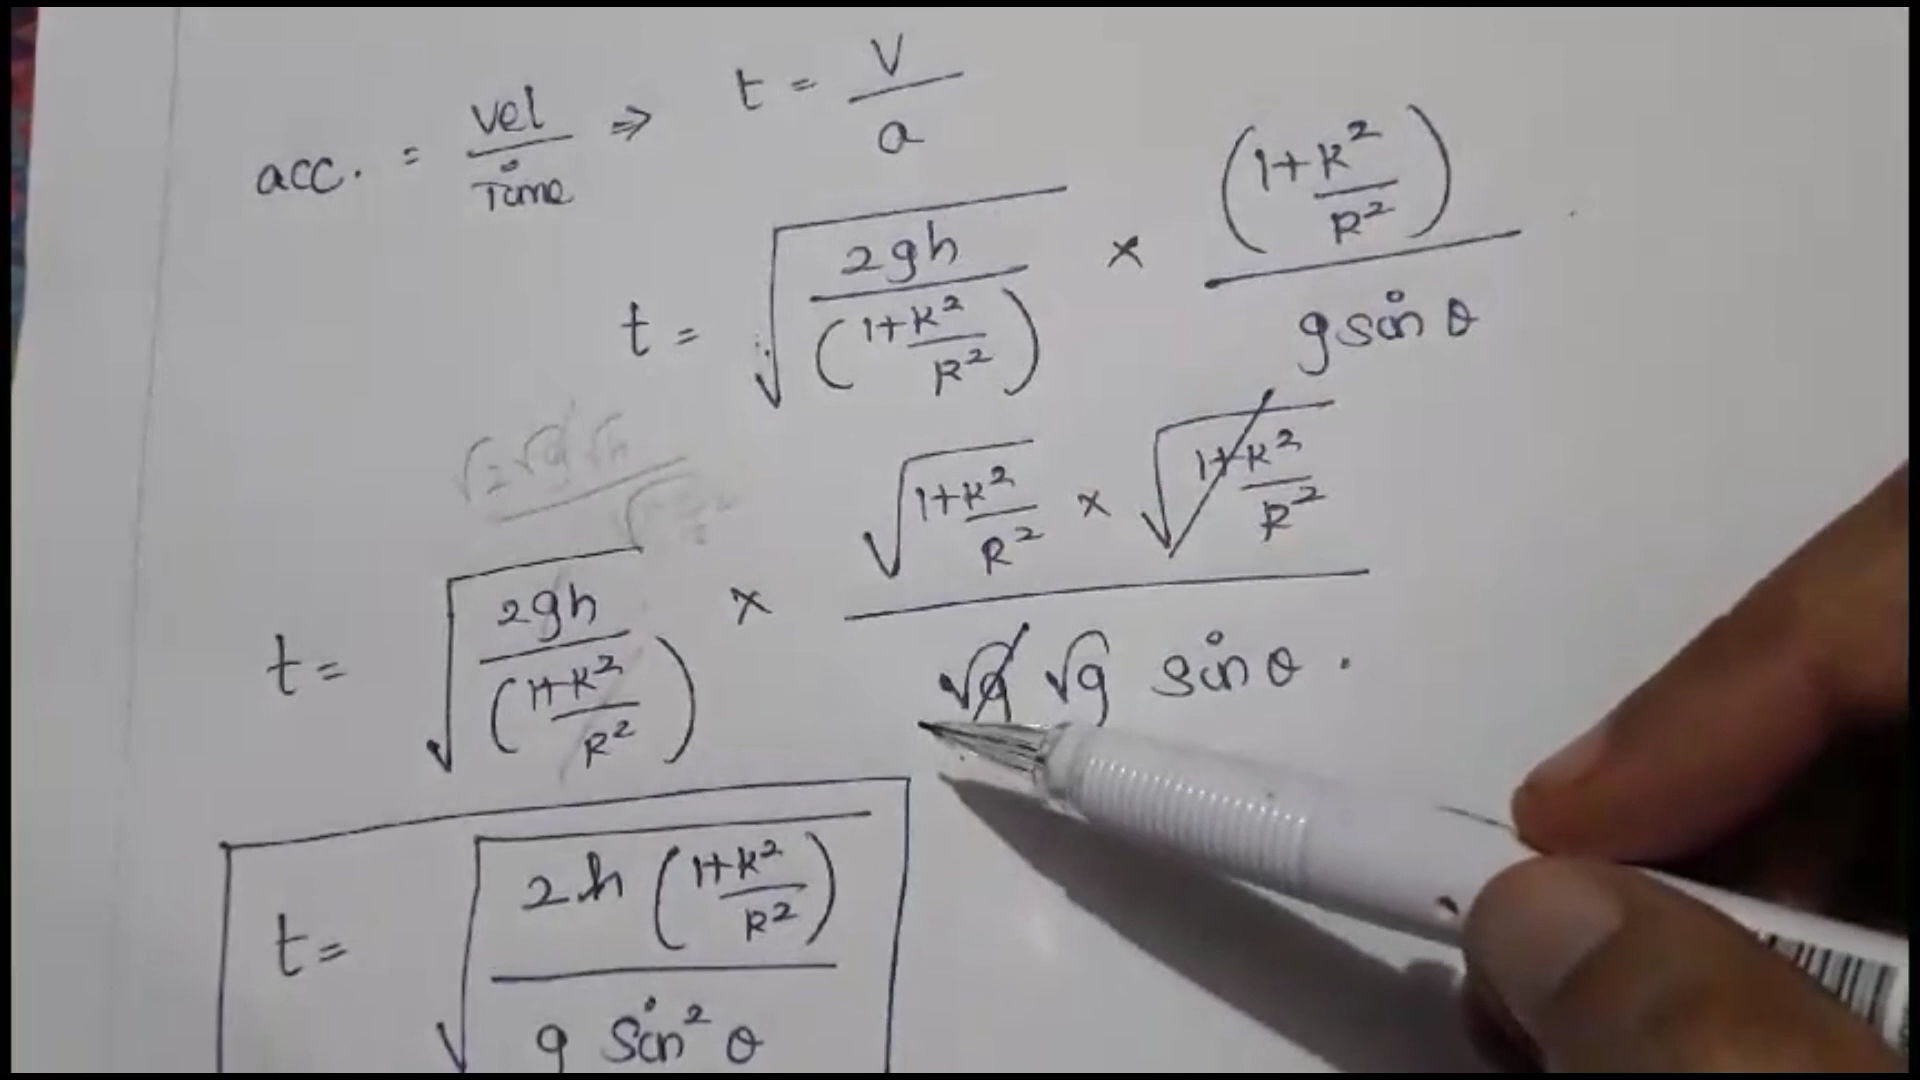 acc. = vel/Time ⇒ t = V/a
t = √(2gh/(1+K²/R²)) × (1+K²/R²)/(g sin θ)
√2 √g √h
t = √(2gh/(1+K²/R²)) × (√(1+K²/R²) × √(1+K²/R²))/(√g √g sin θ).
t = √(2h(1+K²/R²)/(g sin² θ))